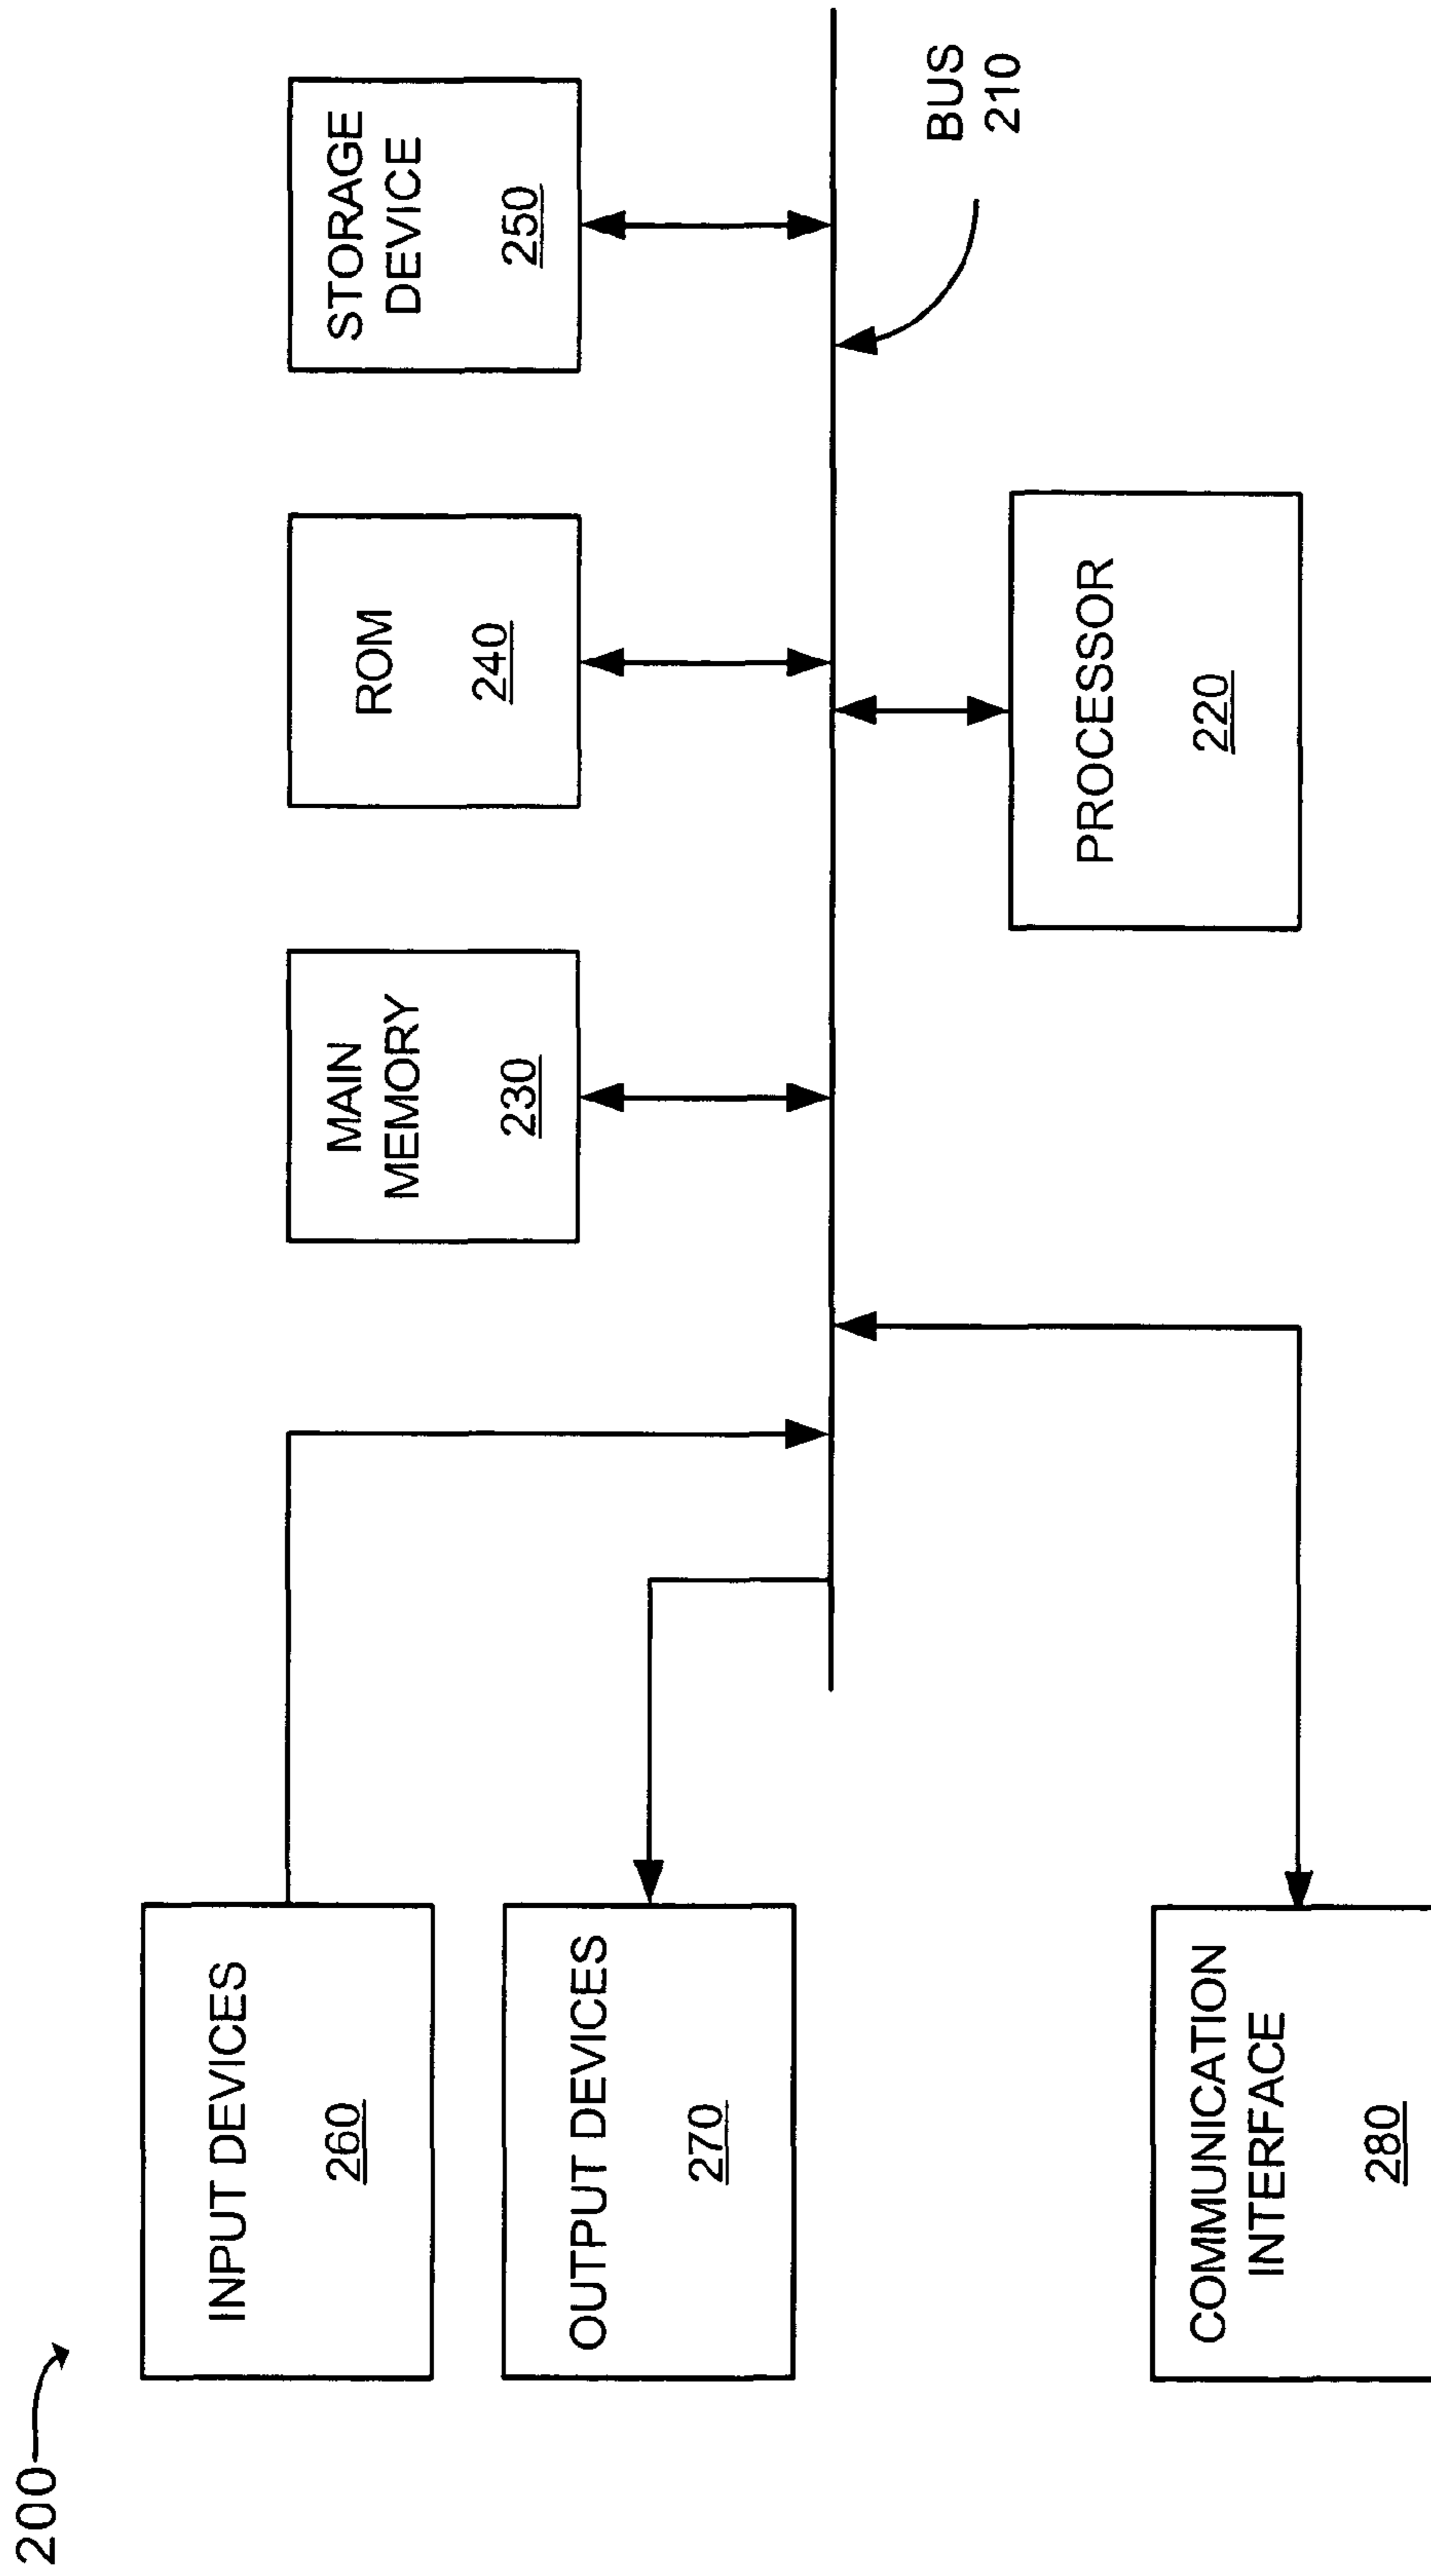 200
INPUT DEVICES
260
OUTPUT DEVICES
270
COMMUNICATION
INTERFACE
280
MAIN
MEMORY
230
ROM
240
STORAGE
DEVICE
250
PROCESSOR
220
BUS
210